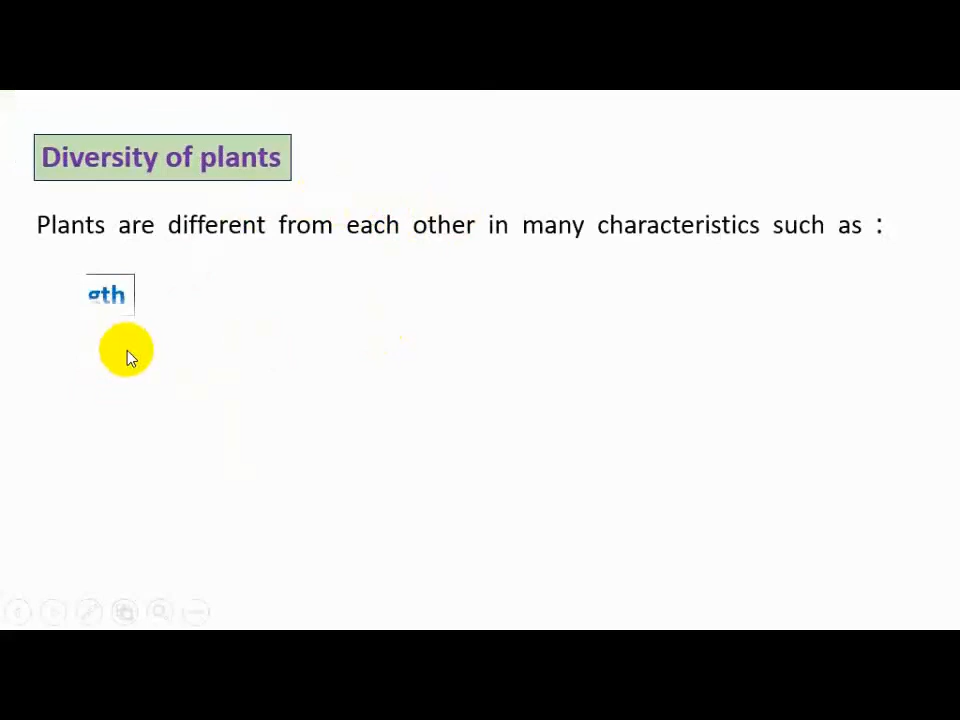 Diversity of plants
Plants are different from each other in many characteristics such as :
gth